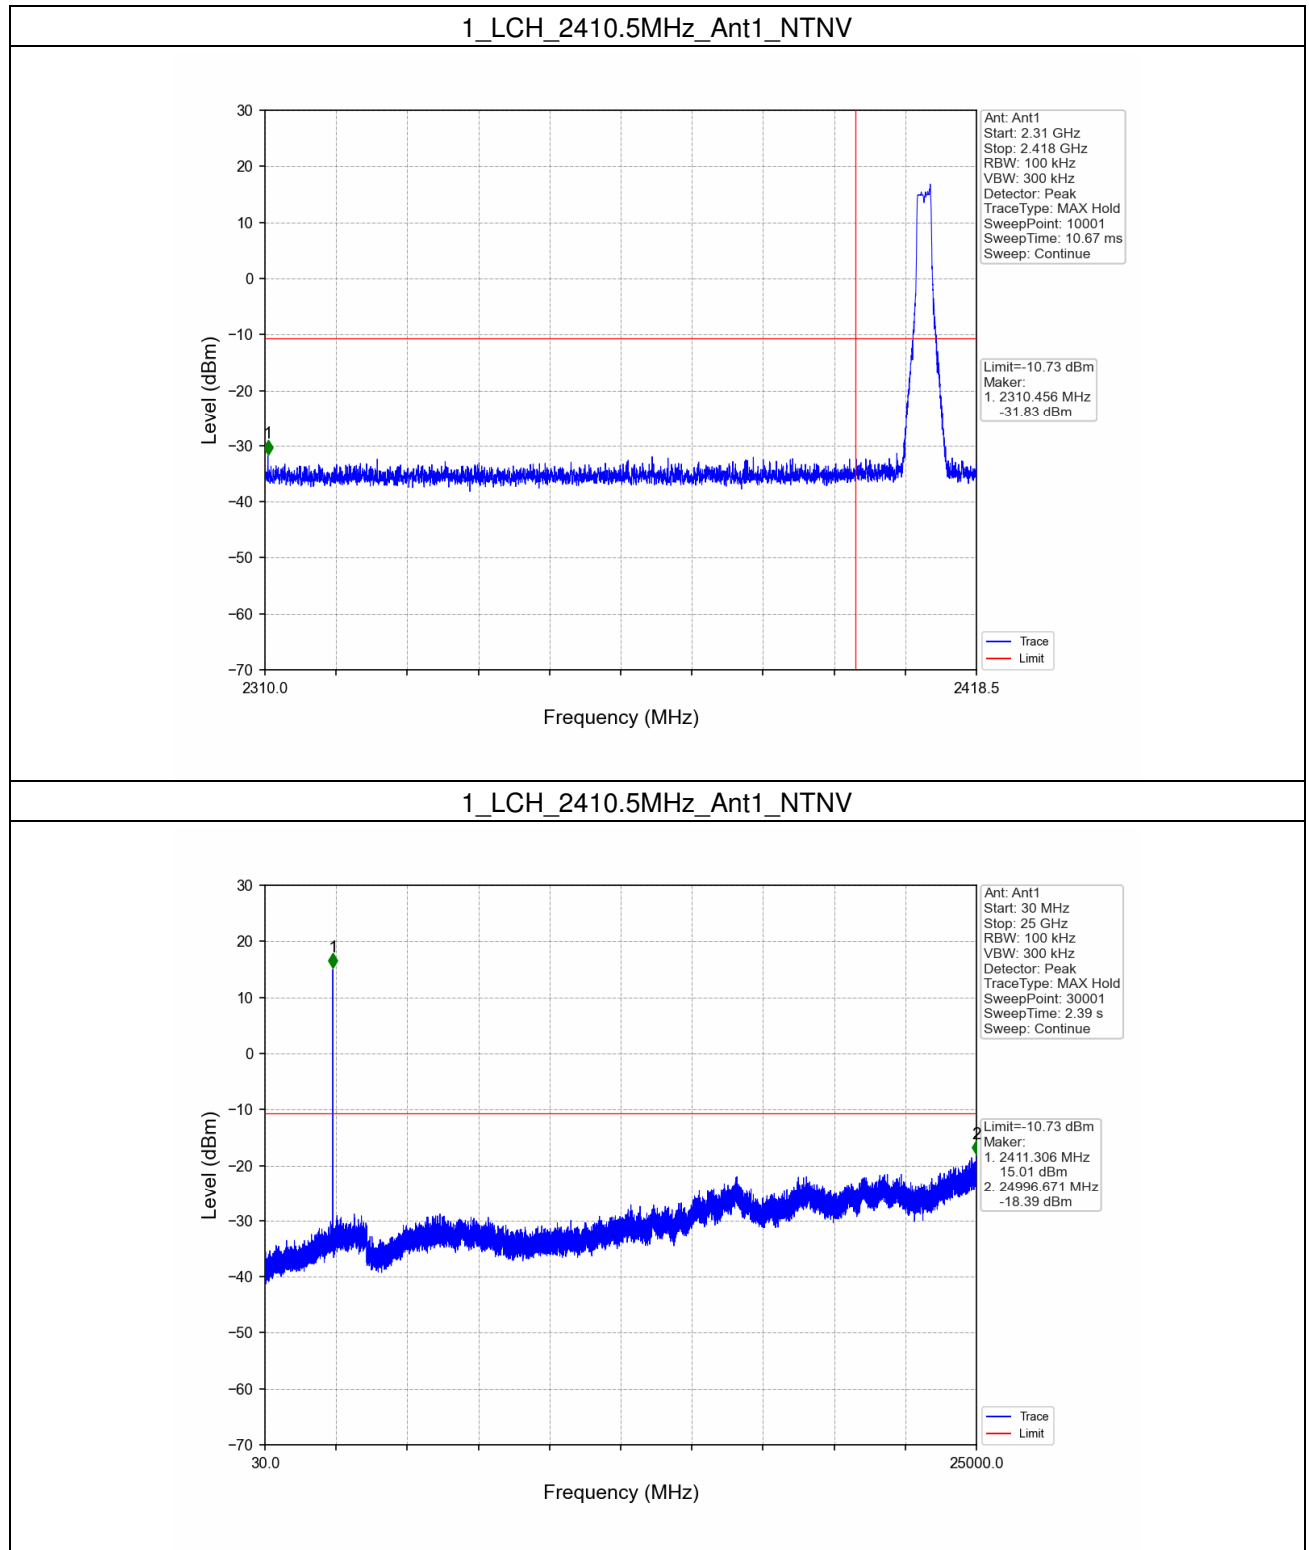 1_LCH_2410.5MHz_Ant1_NTNV
30
20
10
0
−10
−20
−30
−40
−50
−60
−70
Level (dBm)
1
2310.0
2418.5
Frequency (MHz)
Ant: Ant1
Start: 2.31 GHz
Stop: 2.418 GHz
RBW: 100 kHz
VBW: 300 kHz
Detector: Peak
TraceType: MAX Hold
SweepPoint: 10001
SweepTime: 10.67 ms
Sweep: Continue
Limit=-10.73 dBm
Maker:
1. 2310.456 MHz
-31.83 dBm
Trace
Limit
1_LCH_2410.5MHz_Ant1_NTNV
30
20
10
0
−10
−20
−30
−40
−50
−60
−70
Level (dBm)
1
2
30.0
25000.0
Frequency (MHz)
Ant: Ant1
Start: 30 MHz
Stop: 25 GHz
RBW: 100 kHz
VBW: 300 kHz
Detector: Peak
TraceType: MAX Hold
SweepPoint: 30001
SweepTime: 2.39 s
Sweep: Continue
Limit=-10.73 dBm
Maker:
1. 2411.306 MHz
15.01 dBm
2. 24996.671 MHz
-18.39 dBm
Trace
Limit